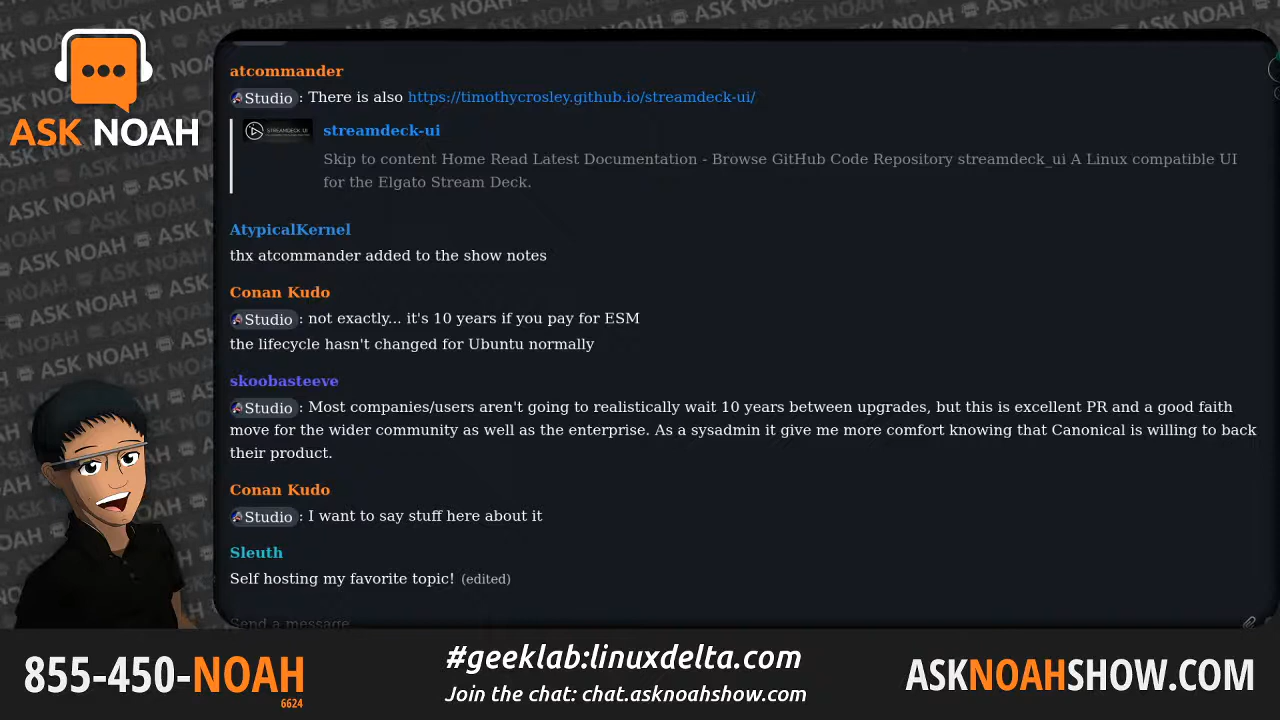 ASK NOAH
atcommander
Studio : There is also https://timothycrosley.github.io/streamdeck-ui/
STREAMDECK UI
streamdeck-ui
Skip to content Home Read Latest Documentation - Browse GitHub Code Repository streamdeck_ui A Linux compatible UI
for the Elgato Stream Deck.
AtypicalKernel
thx atcommander added to the show notes
Conan Kudo
Studio : not exactly... it's 10 years if you pay for ESM
the lifecycle hasn't changed for Ubuntu normally
skoobasteeve
Studio : Most companies/users aren't going to realistically wait 10 years between upgrades, but this is excellent PR and a good faith
move for the wider community as well as the enterprise. As a sysadmin it give me more comfort knowing that Canonical is willing to back
their product.
Conan Kudo
Studio : I want to say stuff here about it
Sleuth
Self hosting my favorite topic! (edited)
Send a message
855-450-NOAH
6624
#geeklab:linuxdelta.com
Join the chat: chat.asknoahshow.com
ASKNOAHSHOW.COM